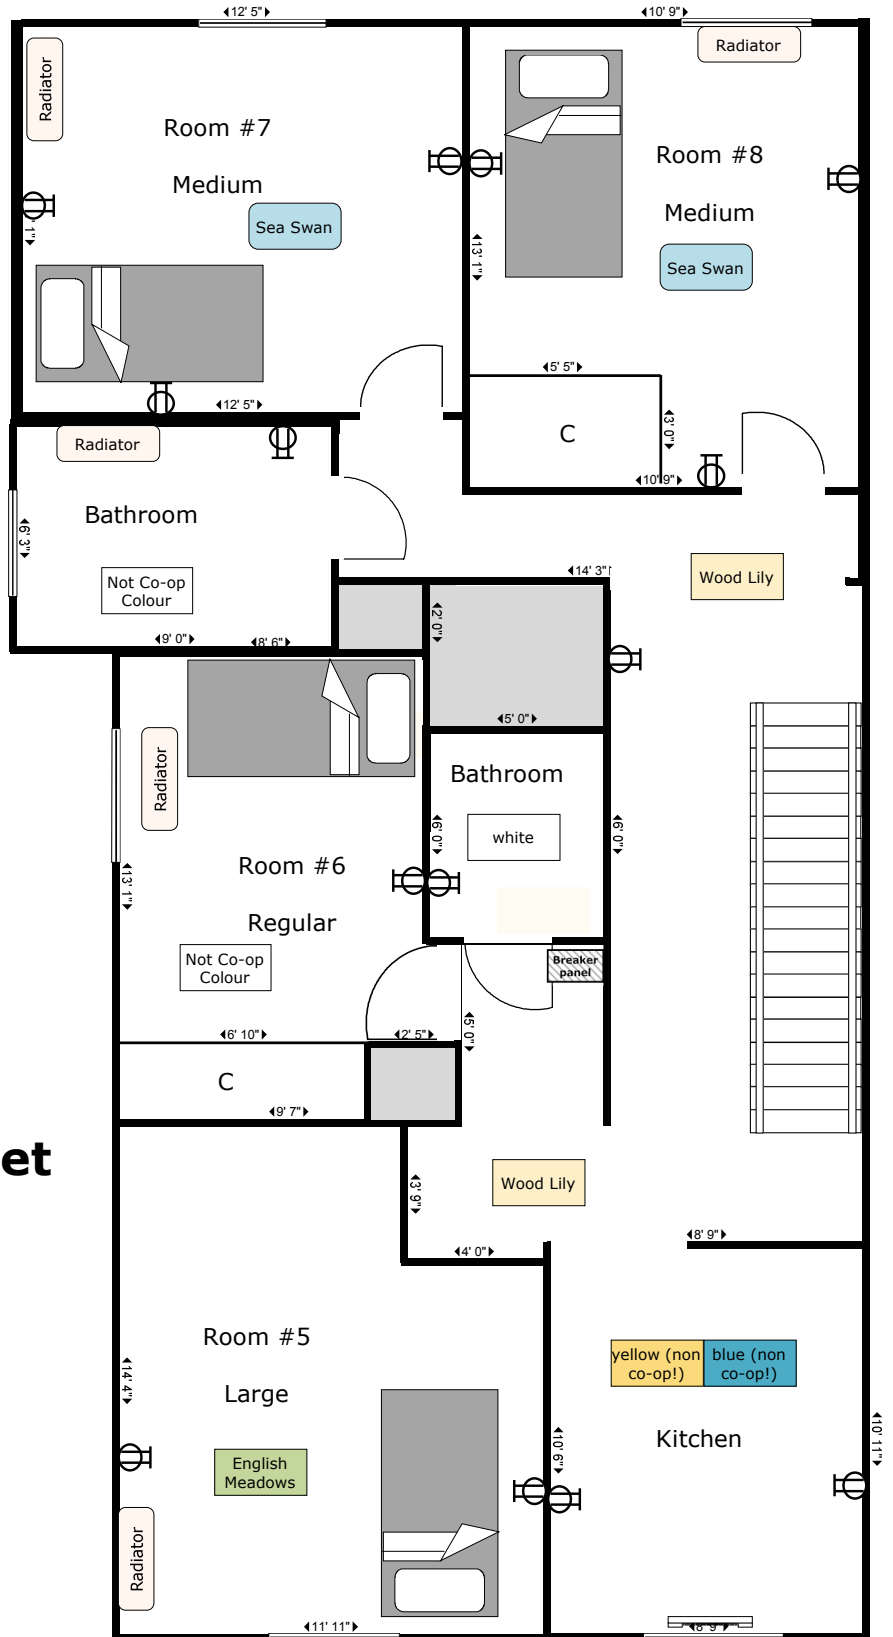 12' 5"
10' 9"
Radiator
Radiator
Room #7
Medium
Sea Swan
Room #8
Medium
Sea Swan
1"
13' 1"
5' 5"
3' 0"
C
12' 5"
10' 9"
Radiator
Bathroom
6' 3"
Not Co-op
Colour
14' 3"
Wood Lily
2' 0"
9' 0"
8' 6"
5' 0"
Radiator
Bathroom
white
6' 0"
6' 0"
Room #6
Regular
13' 1"
Not Co-op
Colour
Breaker
panel
6' 10"
2' 5"
5' 0"
C
9' 7"
et
3' 9"
Wood Lily
4' 0"
8' 9"
Room #5
Large
14' 4"
yellow (non
co-op!)
blue (non
co-op!)
Kitchen
10' 11"
10' 6"
English
Meadows
Radiator
11' 11"
8' 9"